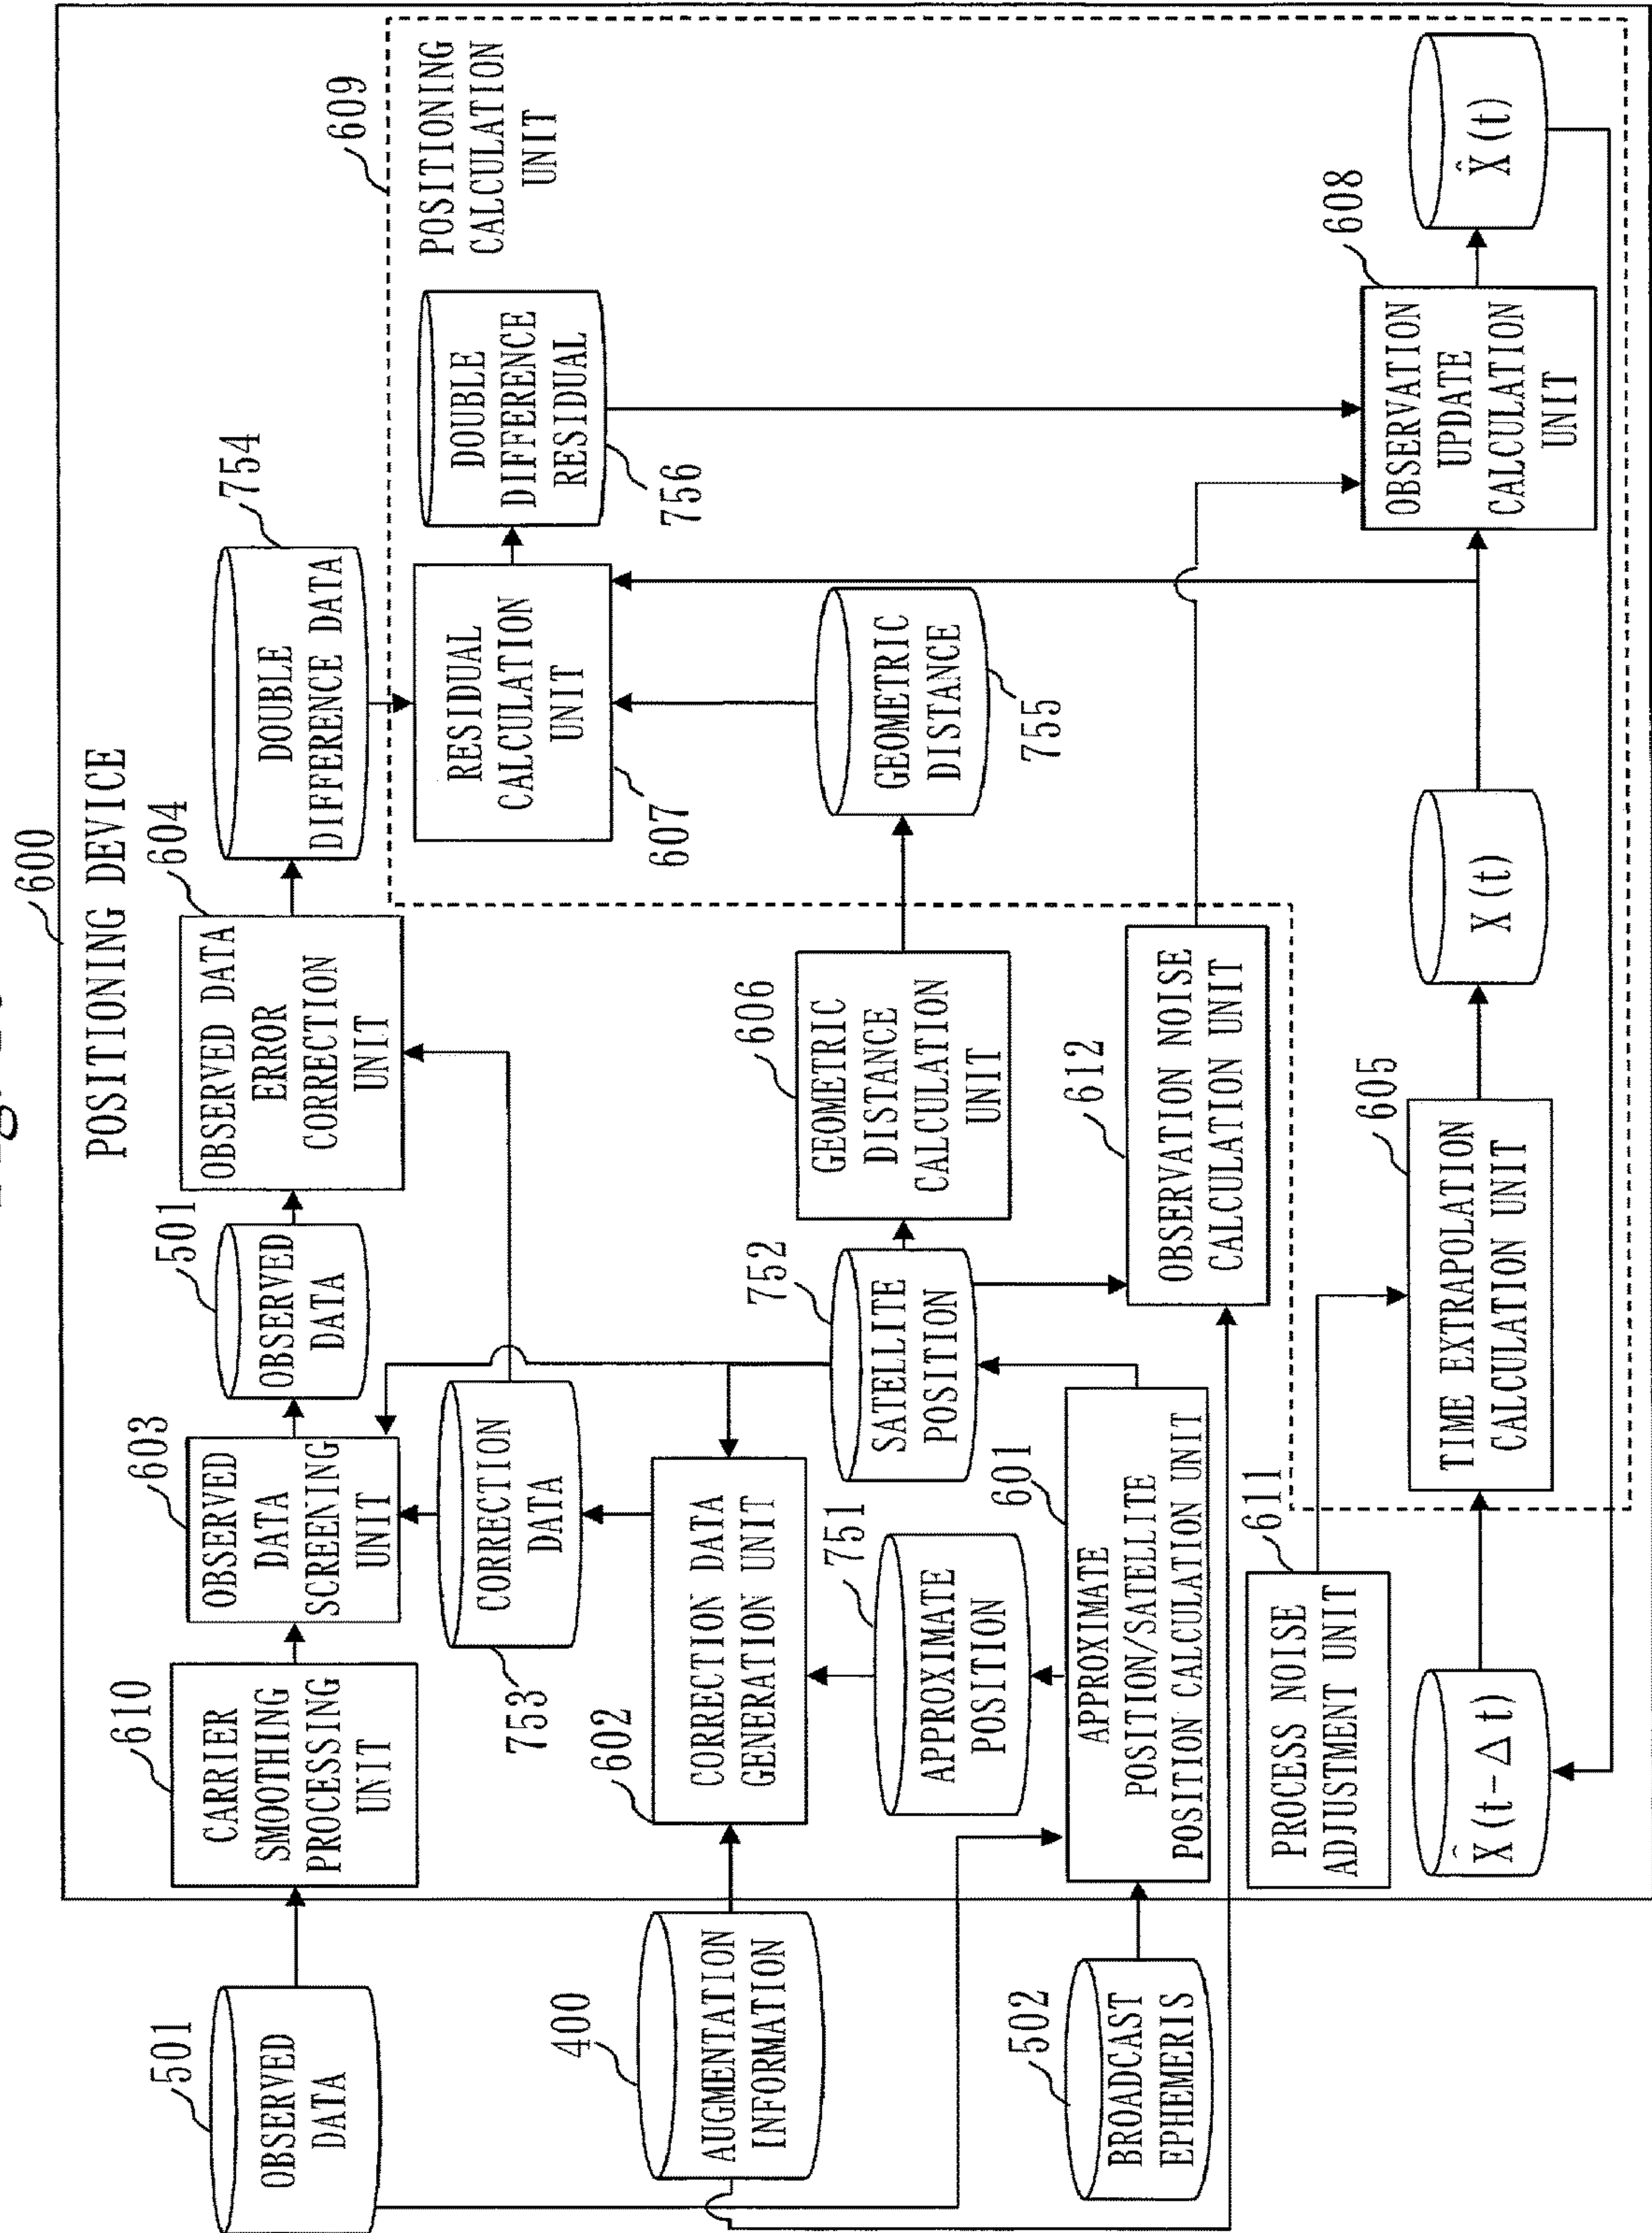 600
POSITIONING DEVICE
501
OBSERVED
DATA
610
CARRIER
SMOOTHING
PROCESSING
UNIT
603
OBSERVED
DATA
SCREENING
UNIT
501
OBSERVED
DATA
604
OBSERVED DATA
ERROR
CORRECTION
UNIT
754
DOUBLE
DIFFERENCE DATA
609
POSITIONING
CALCULATION
UNIT
753
CORRECTION
DATA
RESIDUAL
CALCULATION
UNIT
607
DOUBLE
DIFFERENCE
RESIDUAL
756
400
AUGMENTATION
INFORMATION
602
CORRECTION DATA
GENERATION UNIT
751
APPROXIMATE
POSITION
752
SATELLITE
POSITION
606
GEOMETRIC
DISTANCE
CALCULATION
UNIT
GEOMETRIC
DISTANCE
755
502
BROADCAST
EPHEMERIS
601
APPROXIMATE
POSITION/SATELLITE
POSITION CALCULATION UNIT
612
OBSERVATION NOISE
CALCULATION UNIT
611
PROCESS NOISE
ADJUSTMENT UNIT
X̂(t-Δt)
605
TIME EXTRAPOLATION
CALCULATION UNIT
X(t)
608
OBSERVATION
UPDATE
CALCULATION
UNIT
X̂(t)